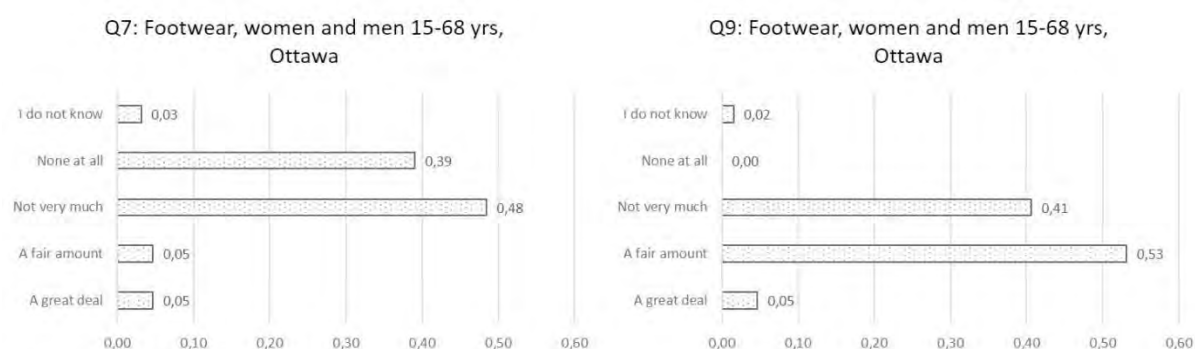 Q7: Footwear, women and men 15-68 yrs,
Ottawa
I do not know
0,03
None at all
0,39
Not very much
0,48
A fair amount
0,05
A great deal
0,05
0,00 0,10 0,20 0,30 0,40 0,50 0,60
Q9: Footwear, women and men 15-68 yrs,
Ottawa
I do not know
0,02
None at all
0,00
Not very much
0,41
A fair amount
0,53
A great deal
0,05
0,00 0,10 0,20 0,30 0,40 0,50 0,60